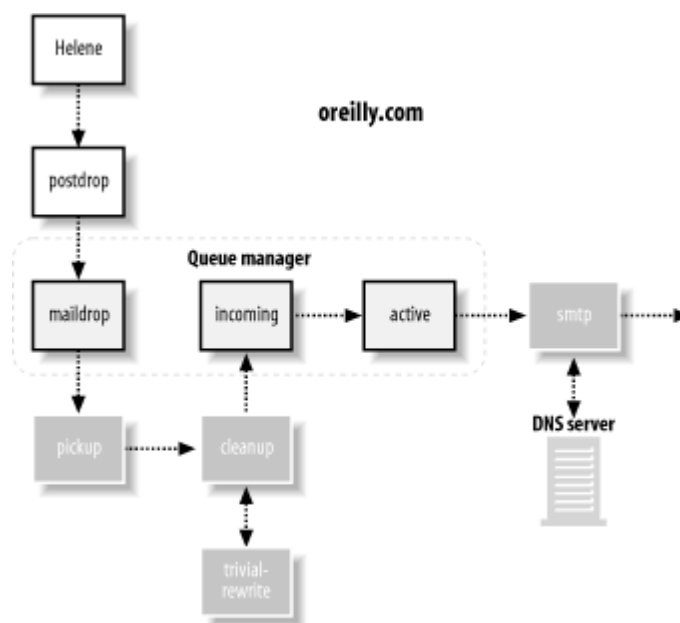 Helene
oreilly.com
postdrop
Queue manager
maildrop
incoming
active
smtp
pickup
cleanup
DNS server
trivial-
rewrite